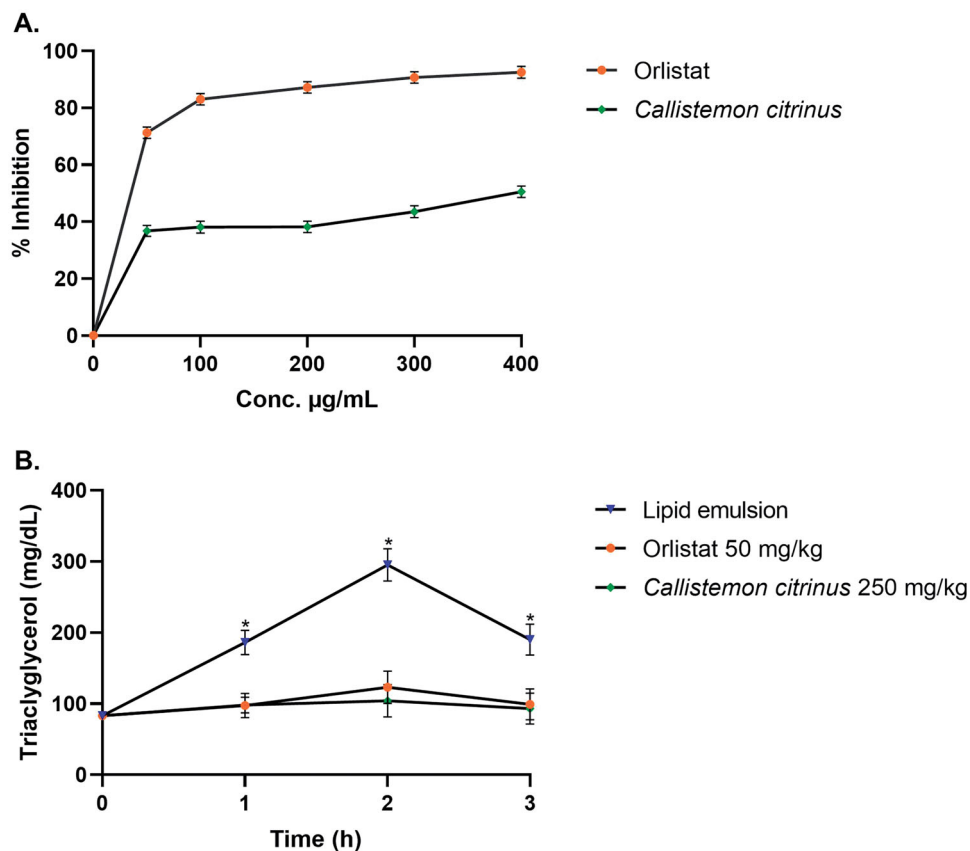 A.
100
80
60
40
20
0
% Inhibition
0 100 200 300 400
Conc. µg/mL
Orlistat
Callistemon citrinus
B.
400
300
200
100
0
Triaclyglycerol (mg/dL)
* * *
0 1 2 3
Time (h)
Lipid emulsion
Orlistat 50 mg/kg
Callistemon citrinus 250 mg/kg